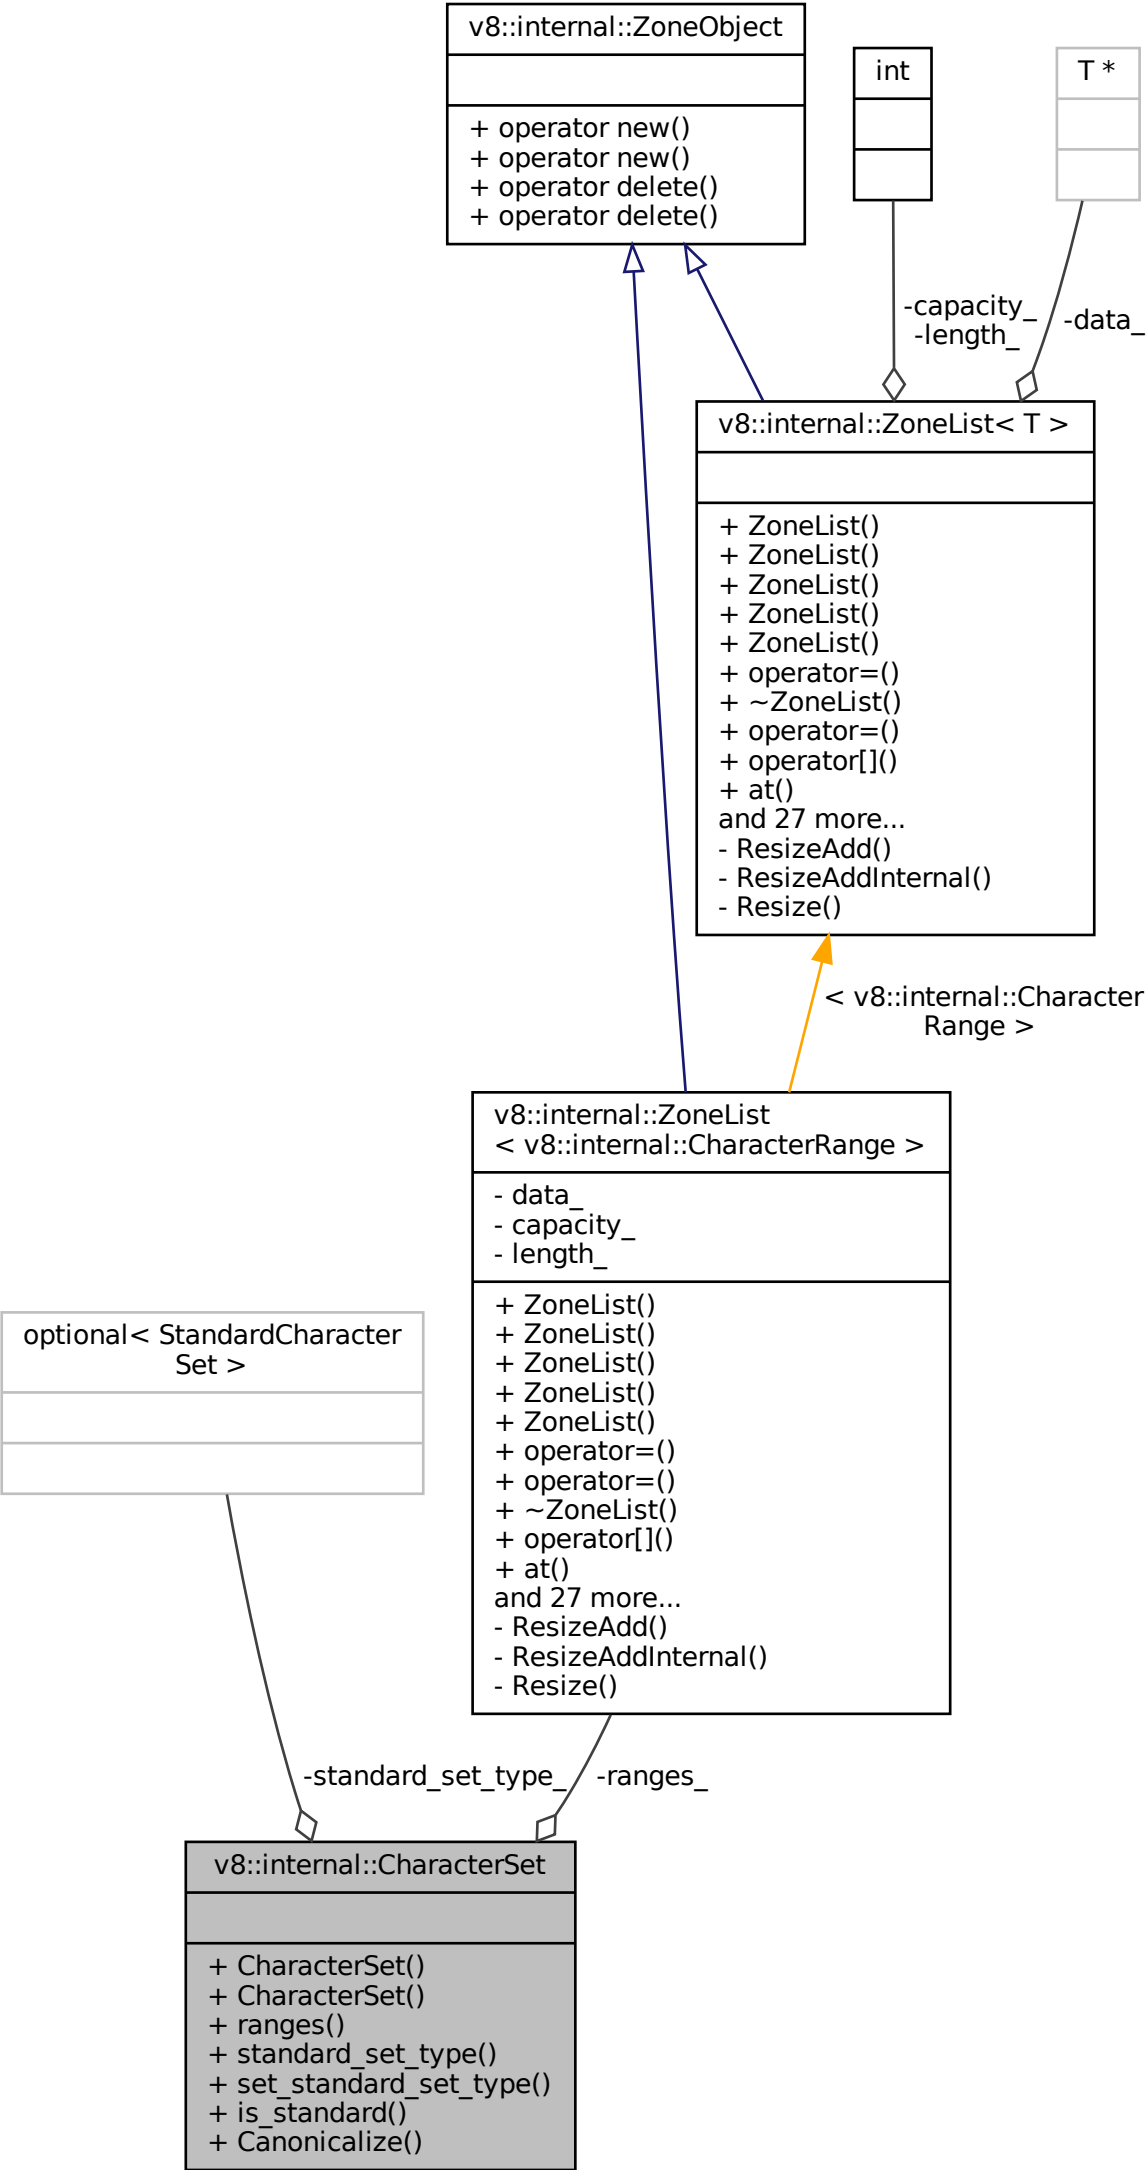 v8::internal::ZoneObject
+ operator new()
+ operator new()
+ operator delete()
+ operator delete()
int
T *
-capacity_
-length_
-data_
v8::internal::ZoneList< T >
+ ZoneList()
+ ZoneList()
+ ZoneList()
+ ZoneList()
+ ZoneList()
+ operator=()
+ ~ZoneList()
+ operator=()
+ operator[]()
+ at()
and 27 more...
- ResizeAdd()
- ResizeAddInternal()
- Resize()
< v8::internal::Character
Range >
v8::internal::ZoneList
< v8::internal::CharacterRange >
- data_
- capacity_
- length_
+ ZoneList()
+ ZoneList()
+ ZoneList()
+ ZoneList()
+ ZoneList()
+ operator=()
+ operator=()
+ ~ZoneList()
+ operator[]()
+ at()
and 27 more...
- ResizeAdd()
- ResizeAddInternal()
- Resize()
optional< StandardCharacter
Set >
-standard_set_type_
-ranges_
v8::internal::CharacterSet
+ CharacterSet()
+ CharacterSet()
+ ranges()
+ standard_set_type()
+ set_standard_set_type()
+ is_standard()
+ Canonicalize()